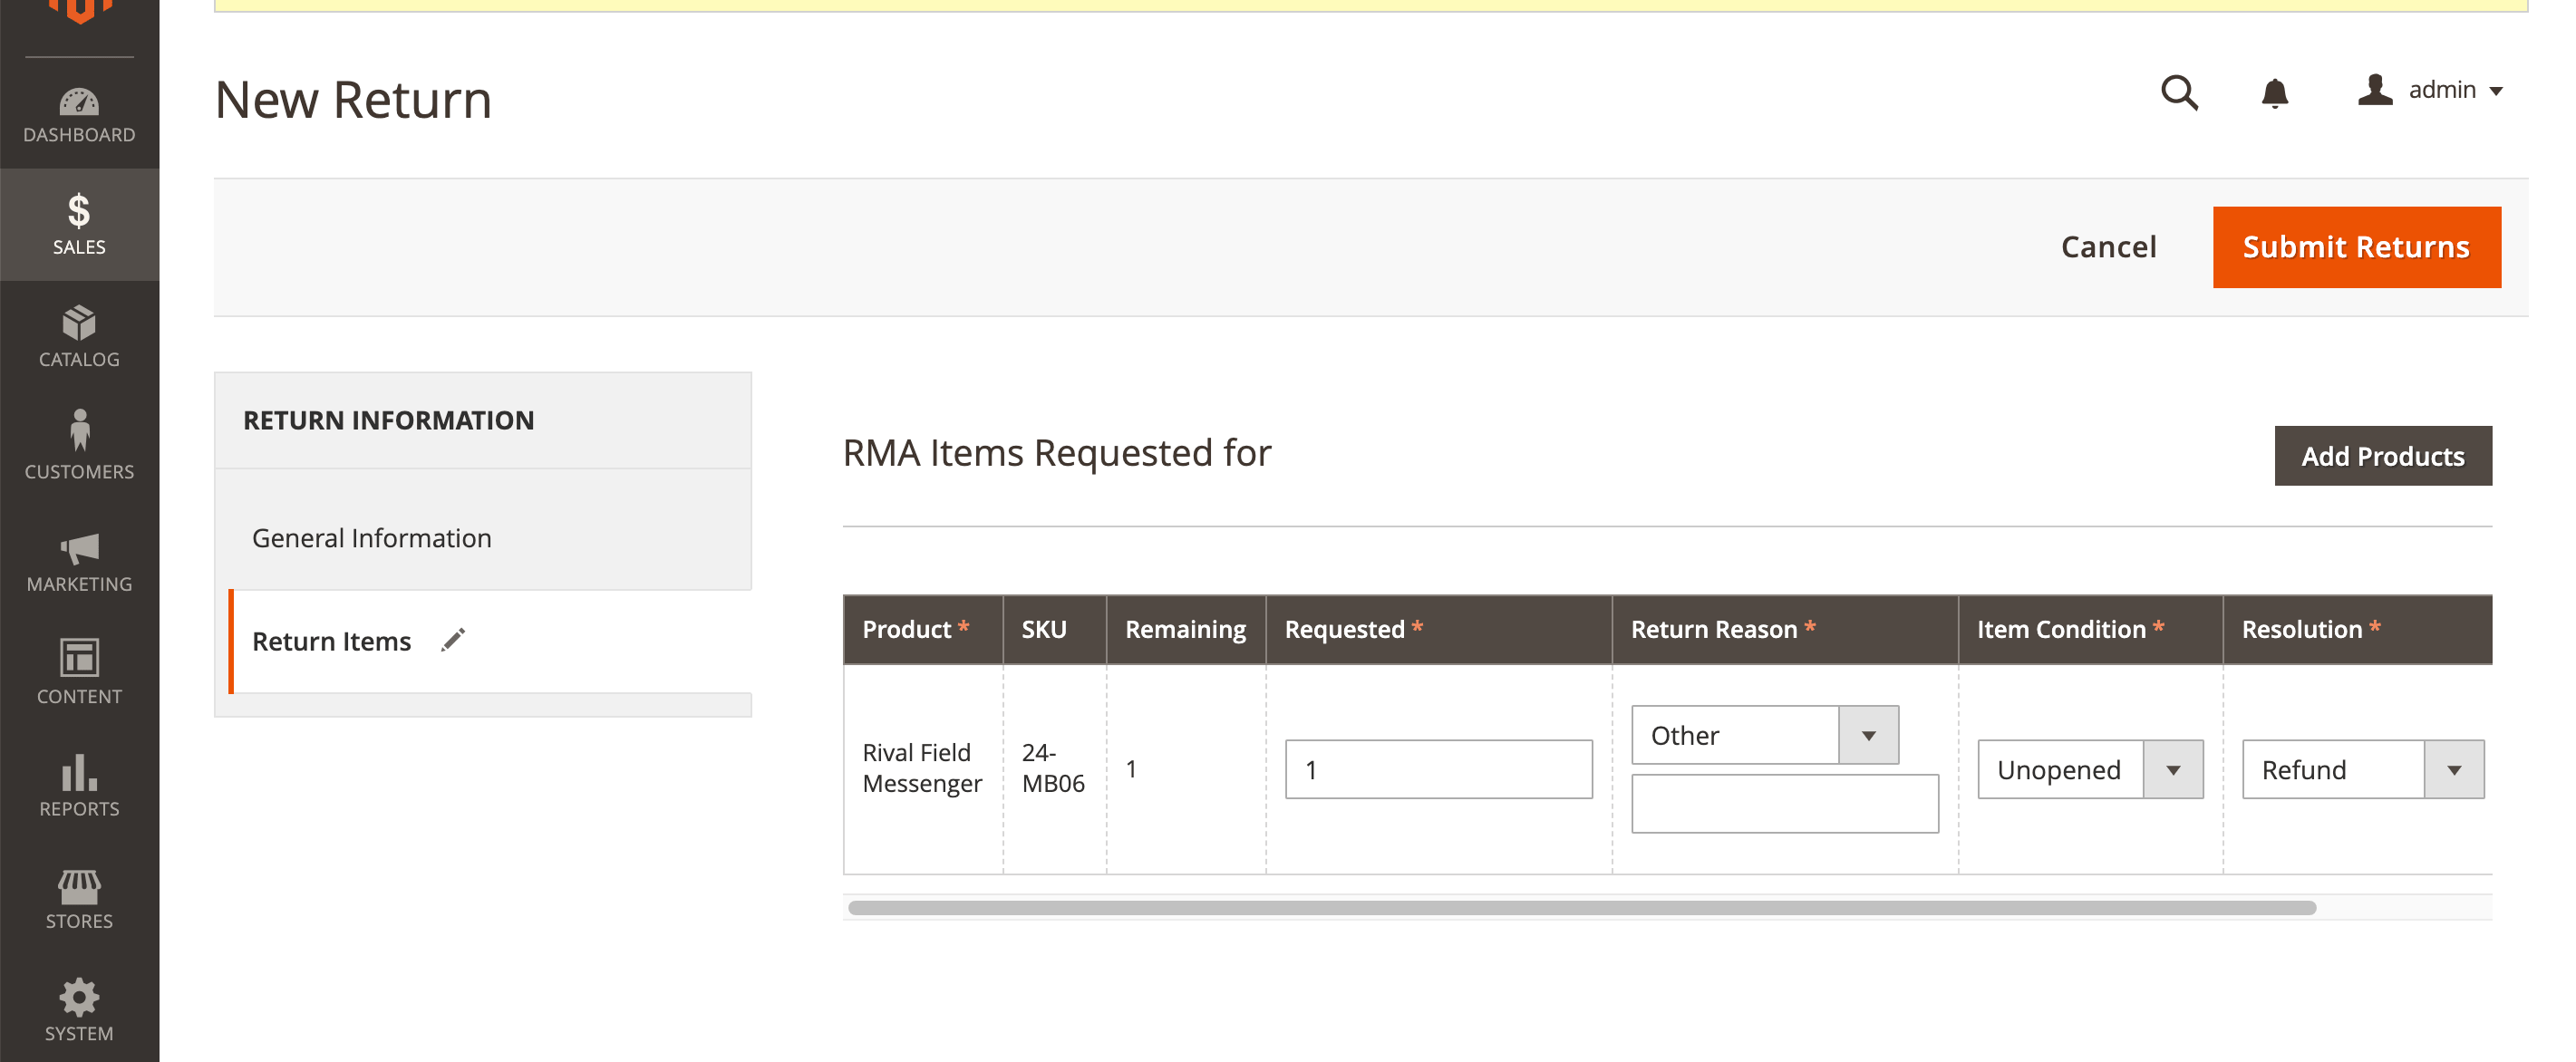 New Return
admin
DASHBOARD
SALES
CATALOG
CUSTOMERS
MARKETING
CONTENT
REPORTS
STORES
SYSTEM
Cancel
Submit Returns
RETURN INFORMATION
General Information
Return Items
RMA Items Requested for
Add Products
Product * SKU Remaining Requested * Return Reason * Item Condition * Resolution *
Rival Field
Messenger
24-
MB06
1
1
Other
Unopened
Refund